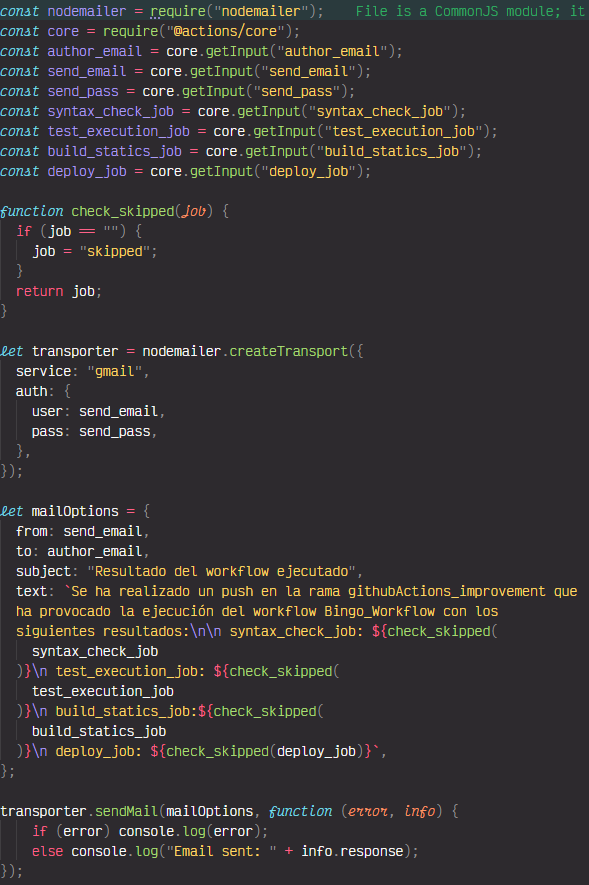 const nodemailer = require("nodemailer");    File is a CommonJS module; it
const core = require("@actions/core");
const author_email = core.getInput("author_email");
const send_email = core.getInput("send_email");
const send_pass = core.getInput("send_pass");
const syntax_check_job = core.getInput("syntax_check_job");
const test_execution_job = core.getInput("test_execution_job");
const build_statics_job = core.getInput("build_statics_job");
const deploy_job = core.getInput("deploy_job");

function check_skipped(job) {
  if (job == "") {
    job = "skipped";
  }
  return job;
}

let transporter = nodemailer.createTransport({
  service: "gmail",
  auth: {
    user: send_email,
    pass: send_pass,
  },
});

let mailOptions = {
  from: send_email,
  to: author_email,
  subject: "Resultado del workflow ejecutado",
  text: `Se ha realizado un push en la rama githubActions_improvement que
  ha provocado la ejecución del workflow Bingo_Workflow con los
  siguientes resultados:\n\n syntax_check_job: ${check_skipped(
    syntax_check_job
  )}\n test_execution_job: ${check_skipped(
    test_execution_job
  )}\n build_statics_job:${check_skipped(
    build_statics_job
  )}\n deploy_job: ${check_skipped(deploy_job)}`,
};

transporter.sendMail(mailOptions, function (error, info) {
    if (error) console.log(error);
    else console.log("Email sent: " + info.response);
});